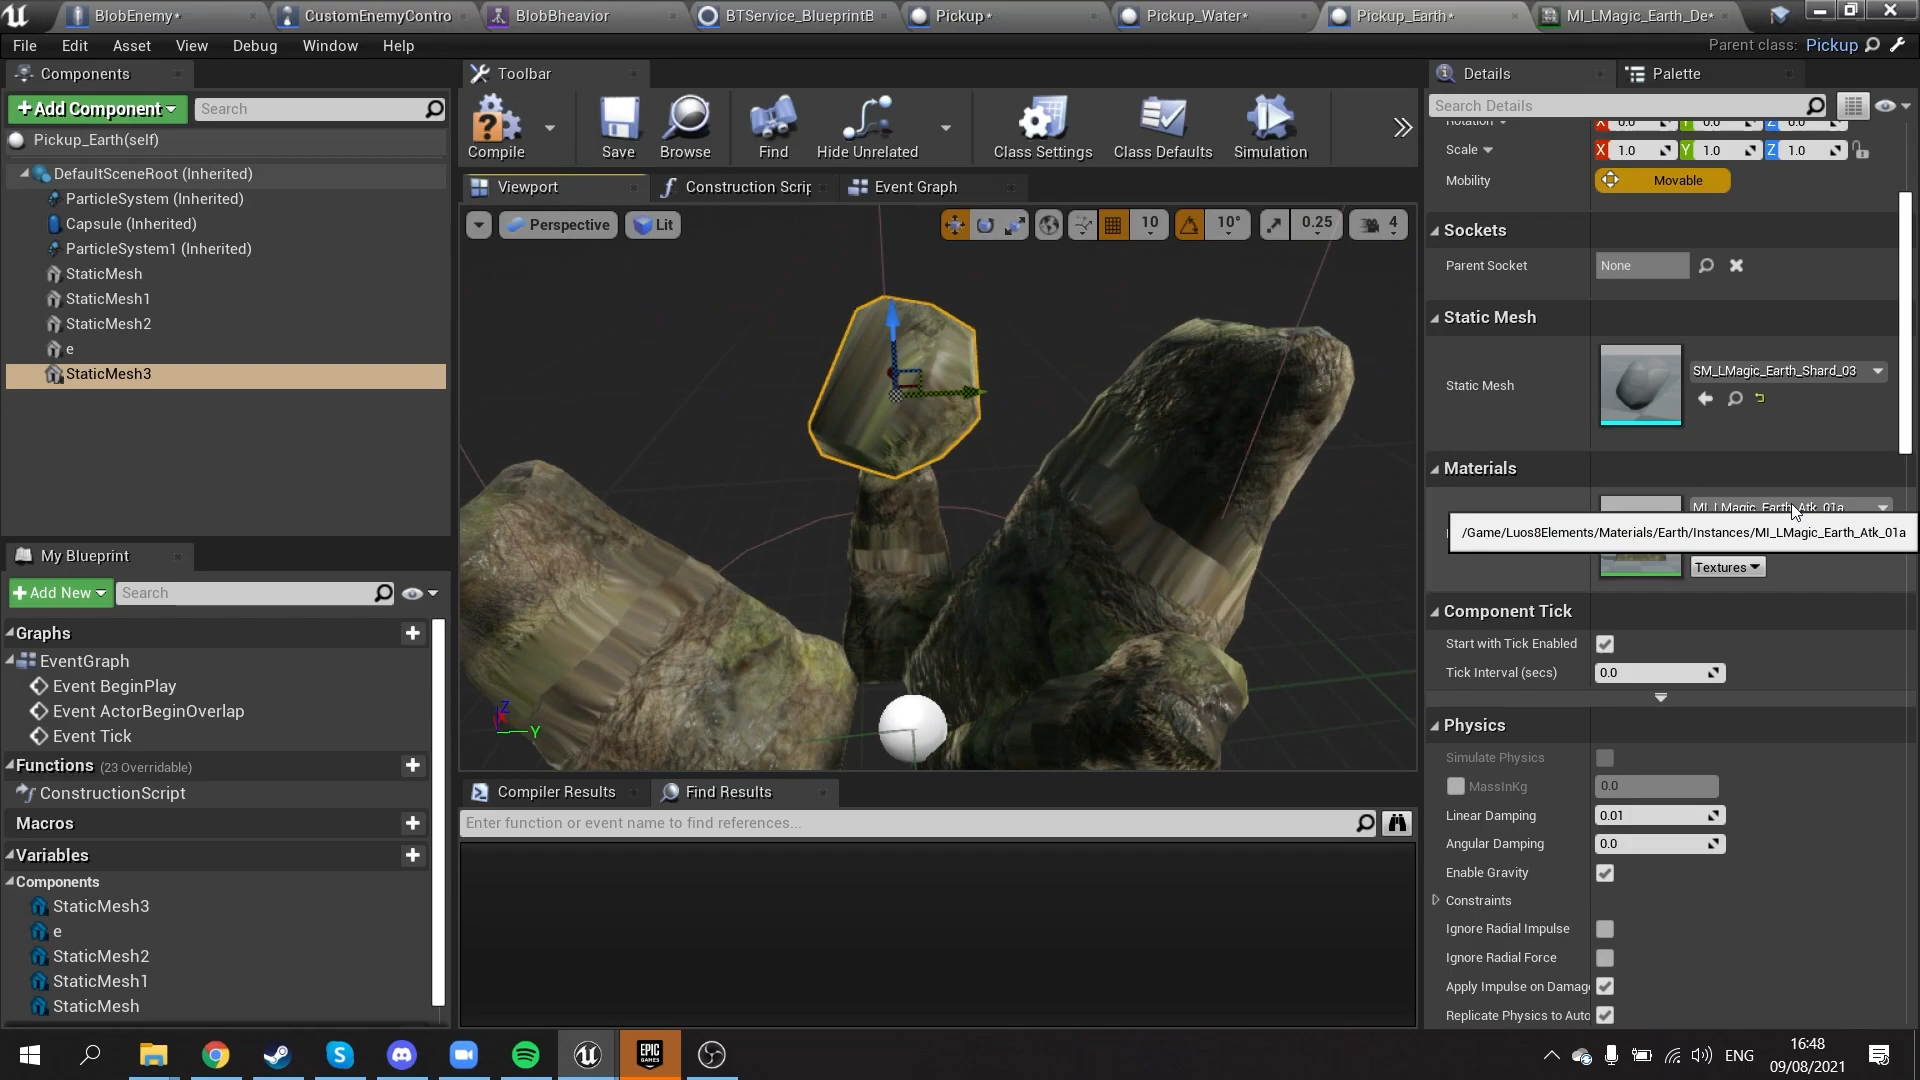 BlobEnemy*
CustomEnemyContro
BlobBheavior
BTService_BlueprintB
Pickup*
Pickup_Water*
Pickup_Earth*
MI_LMagic_Earth_De*
File Edit Asset View Debug Window Help
Parent class: Pickup
Components
+Add Component
Search
Pickup_Earth(self)
DefaultSceneRoot (Inherited)
ParticleSystem (Inherited)
Capsule (Inherited)
ParticleSystem1 (Inherited)
StaticMesh
StaticMesh1
StaticMesh2
e
StaticMesh3
My Blueprint
+Add New
Search
Graphs
EventGraph
Event BeginPlay
Event ActorBeginOverlap
Event Tick
Functions (23 Overridable)
ConstructionScript
Macros
Variables
Components
StaticMesh3
e
StaticMesh2
StaticMesh1
StaticMesh
Toolbar
Compile
Save
Browse
Find
Hide Unrelated
Class Settings
Class Defaults
Simulation
Viewport
Construction Scrip
Event Graph
Perspective
Lit
10
10°
0.25
4
Z
X
Y
Compiler Results
Find Results
Enter function or event name to find references...
Details
Palette
Search Details
Rotation X 0.0 Y 0.0 Z 0.0
Scale X 1.0 Y 1.0 Z 1.0
Mobility Movable
Sockets
Parent Socket None
Static Mesh
Static Mesh SM_LMagic_Earth_Shard_03
Materials
MI_LMagic_Earth_Atk_01a
/Game/Luos8Elements/Materials/Earth/Instances/MI_LMagic_Earth_Atk_01a
Textures
Component Tick
Start with Tick Enabled
Tick Interval (secs) 0.0
Physics
Simulate Physics
MassInKg 0.0
Linear Damping 0.01
Angular Damping 0.0
Enable Gravity
Constraints
Ignore Radial Impulse
Ignore Radial Force
Apply Impulse on Damage
Replicate Physics to Auto
EPIC
GAMES
ENG
16:48
09/08/2021